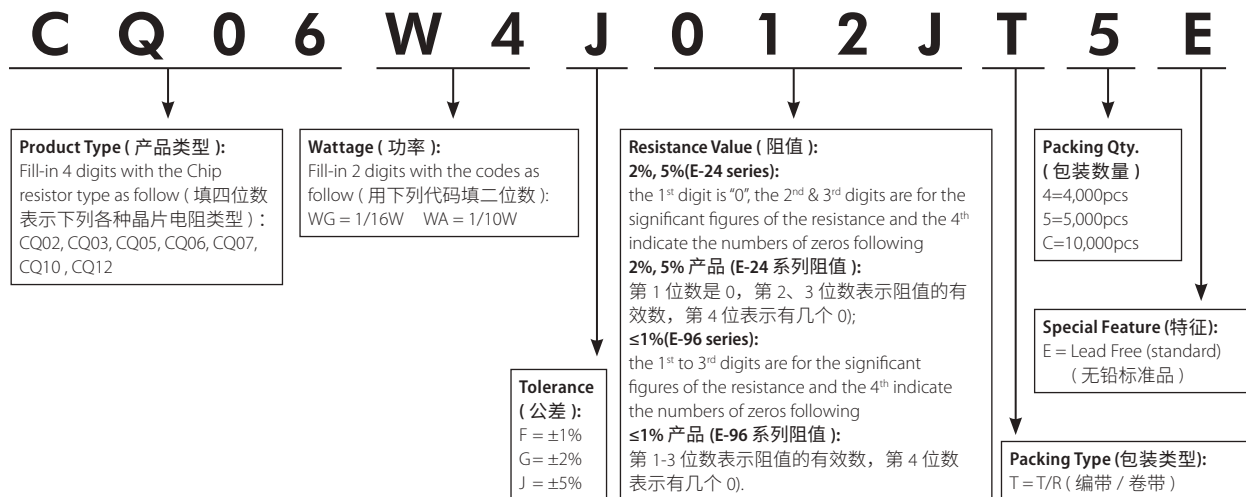 C Q 0 6 W 4 J 0 1 2 J T 5 E
Product Type ( 产品类型 ):
Fill-in 4 digits with the Chip
resistor type as follow ( 填四位数
表示下列各种晶片电阻类型 ) :
CQ02, CQ03, CQ05, CQ06, CQ07,
CQ10 , CQ12
Wattage ( 功率 ):
Fill-in 2 digits with the codes as
follow ( 用下列代码填二位数 ):
WG = 1/16W WA = 1/10W
Tolerance
( 公差 ):
F = ±1%
G= ±2%
J = ±5%
Resistance Value ( 阻值 ):
2%, 5%(E-24 series):
the 1st digit is “0”, the 2nd & 3rd digits are for the
significant figures of the resistance and the 4th
indicate the numbers of zeros following
2%, 5% 产品 (E-24 系列阻值 ):
第 1 位数是 0，第 2、3 位数表示阻值的有
效数，第 4 位表示有几个 0);
≤1%(E-96 series):
the 1st to 3rd digits are for the significant
figures of the resistance and the 4th indicate
the numbers of zeros following
≤1% 产品 (E-96 系列阻值 ):
第 1-3 位数表示阻值的有效数，第 4 位数
表示有几个 0).
Packing Type (包装类型):
T = T/R ( 编带 / 卷带 )
Packing Qty.
( 包装数量 )
4=4,000pcs
5=5,000pcs
C=10,000pcs
Special Feature (特征):
E = Lead Free (standard)
( 无铅标准品 )